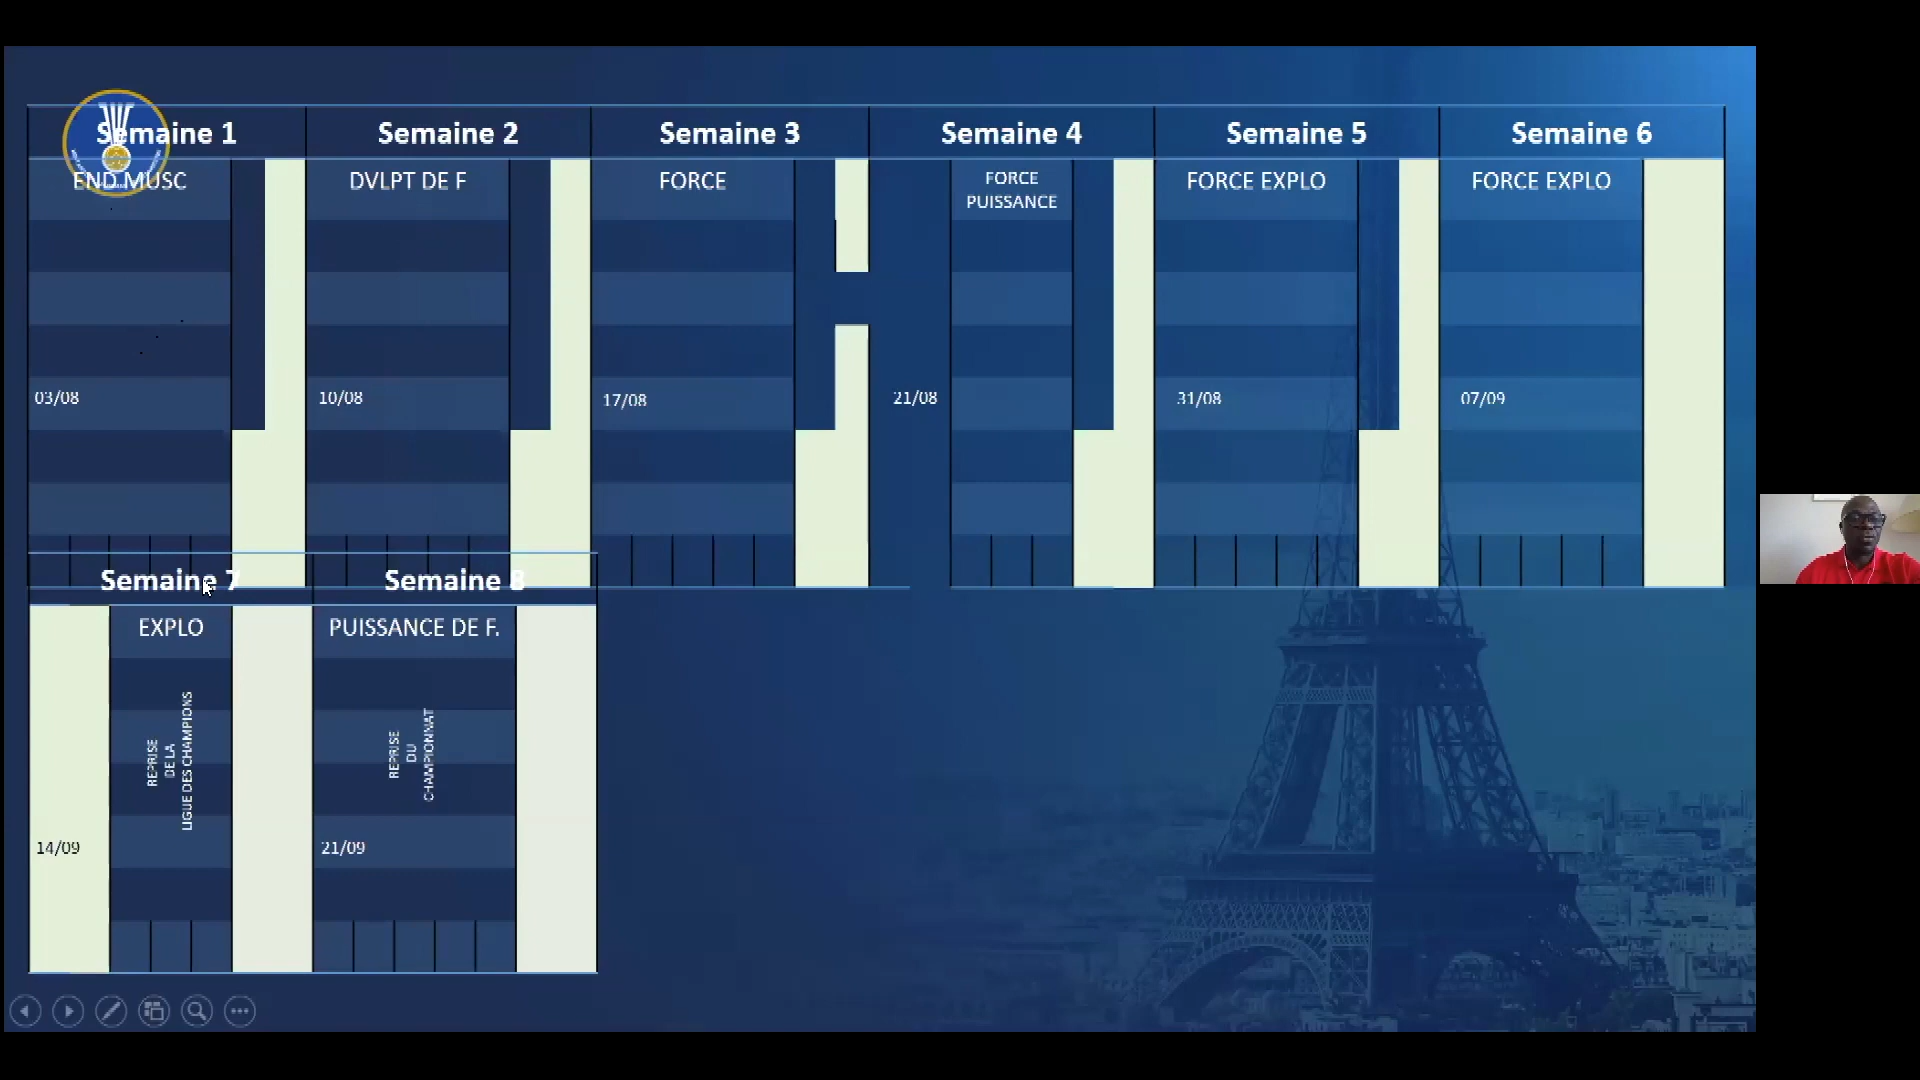 Semaine 1
Semaine 2
Semaine 3
Semaine 4
Semaine 5
Semaine 6
END MUSC
DVLPT DE F
FORCE
FORCE
PUISSANCE
FORCE EXPLO
FORCE EXPLO
03/08
10/08
17/08
21/08
31/08
07/09
Semaine 7
Semaine 8
EXPLO
PUISSANCE DE F.
REPRISE
DE LA
LIGUE DES CHAMPIONS
REPRISE
DU
CHAMPIONNAT
14/09
21/09